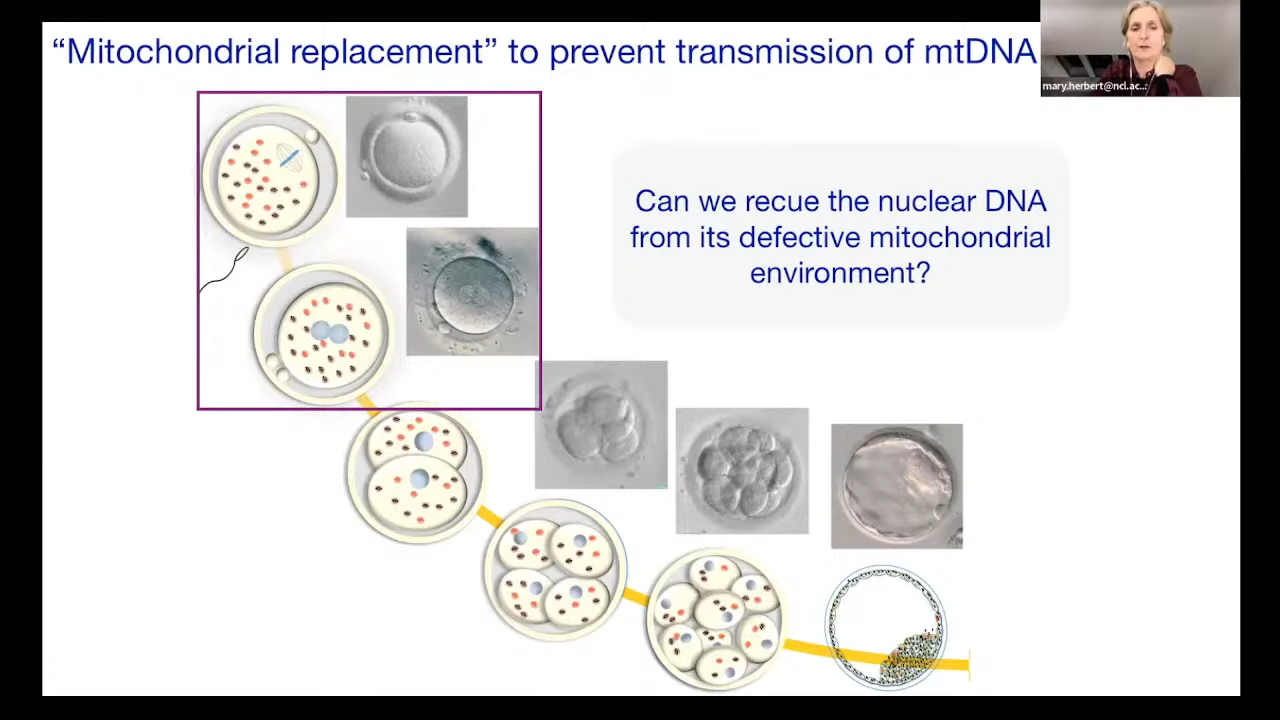 “Mitochondrial replacement” to prevent transmission of mtDNA
mary.herbert@ncl.ac...
Can we recue the nuclear DNA
from its defective mitochondrial
environment?